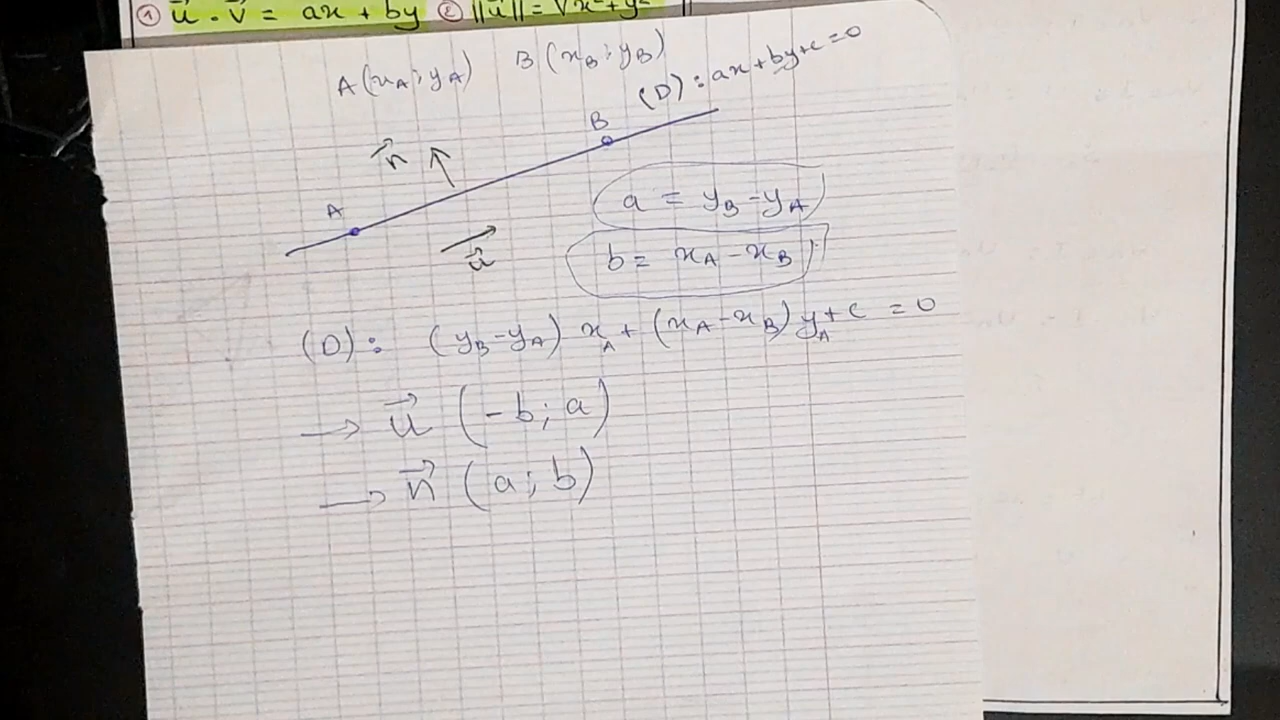 ① u⃗ · v⃗ = ax + by ② ||u⃗|| = √x²+y²
A(xA; yA) B(xB; yB)
(D): ax+by+c=0
B
n⃗
A
a = yB - yA
u⃗
b = xA - xB
(D): (yB-yA) xA + (xA-xB) yA + c = 0
→ u⃗ (-b; a)
→ n⃗ (a; b)